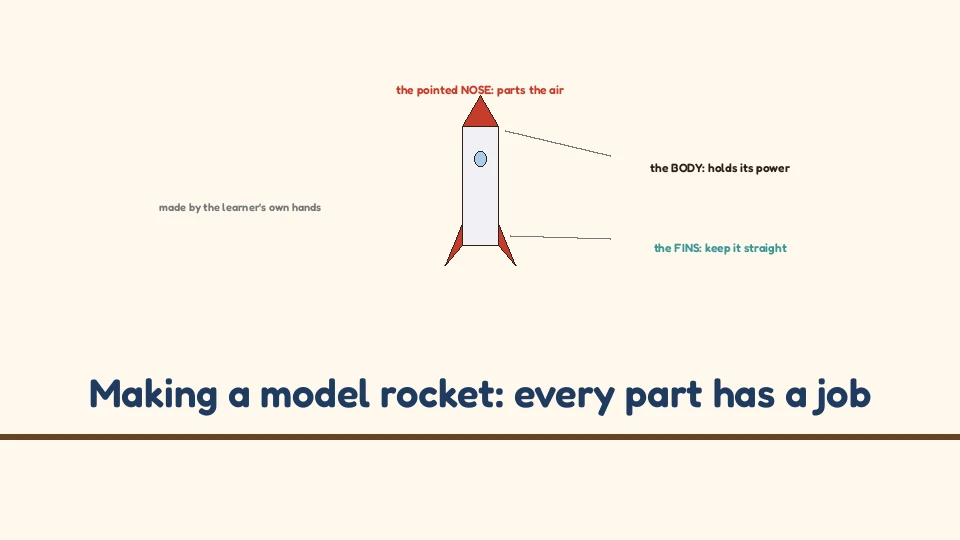 the pointed NOSE: parts the air
the BODY: holds its power
made by the learner's own hands
the FINS: keep it straight
Making a model rocket: every part has a job